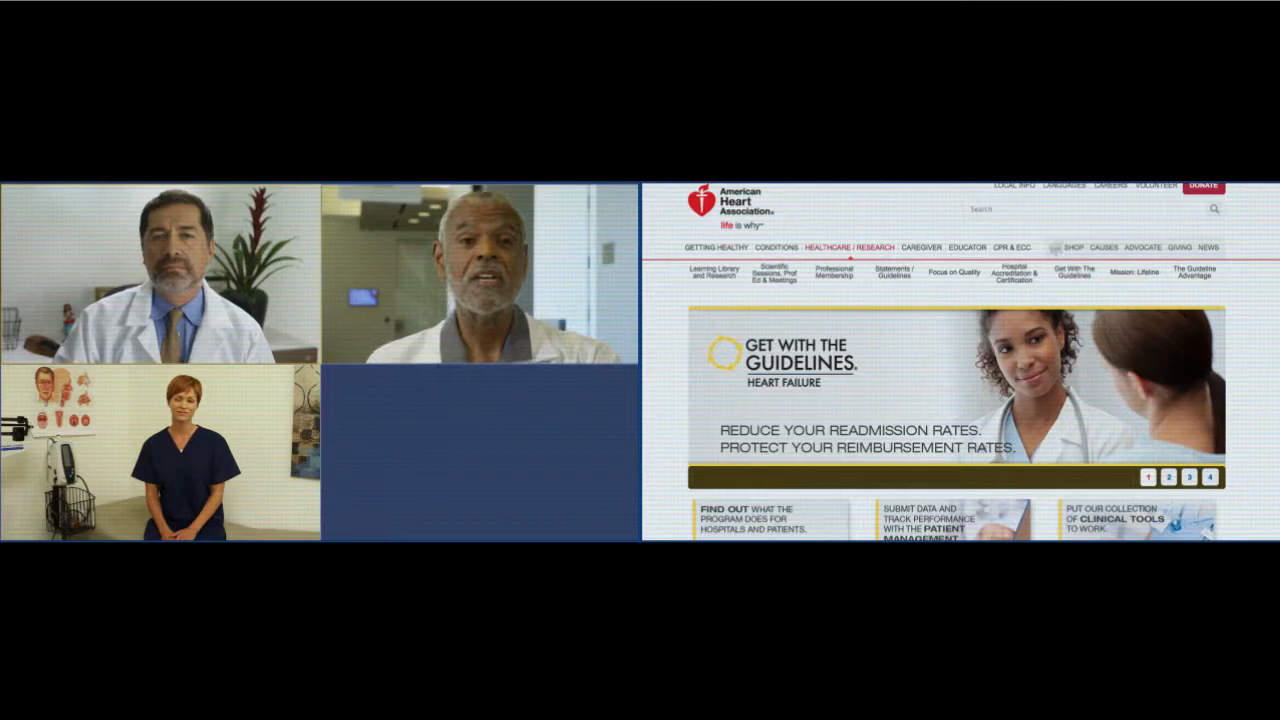 American
Heart
Association®
life is why™
LOCAL INFO LANGUAGES CAREERS VOLUNTEER DONATE
Search
GETTING HEALTHY CONDITIONS HEALTHCARE / RESEARCH CAREGIVER EDUCATOR CPR & ECC SHOP CAUSES ADVOCATE GIVING NEWS
Learning Library
and Research
Scientific
Sessions, Prof
Ed & Meetings
Professional
Membership
Statements /
Guidelines
Focus on Quality
Hospital
Accreditation &
Certification
Get With The
Guidelines
Mission: Lifeline
The Guideline
Advantage
GET WITH THE
GUIDELINES®
HEART FAILURE
REDUCE YOUR READMISSION RATES.
PROTECT YOUR REIMBURSEMENT RATES.
1 2 3 4
FIND OUT WHAT THE
PROGRAM DOES FOR
HOSPITALS AND PATIENTS.
SUBMIT DATA AND
TRACK PERFORMANCE
WITH THE PATIENT
MANAGEMENT
PUT OUR COLLECTION
OF CLINICAL TOOLS
TO WORK.